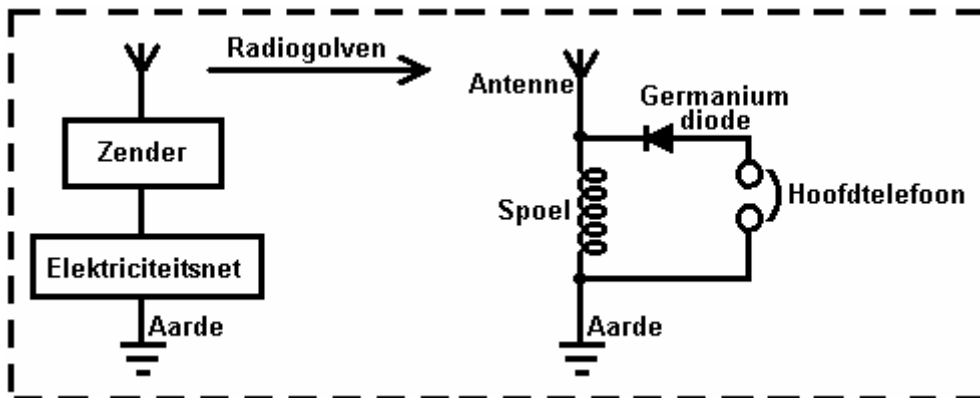 Radiogolven
Zender
Elektriciteitsnet
Aarde
Antenne
Germanium
diode
Spoel
Hoofdtelefoon
Aarde